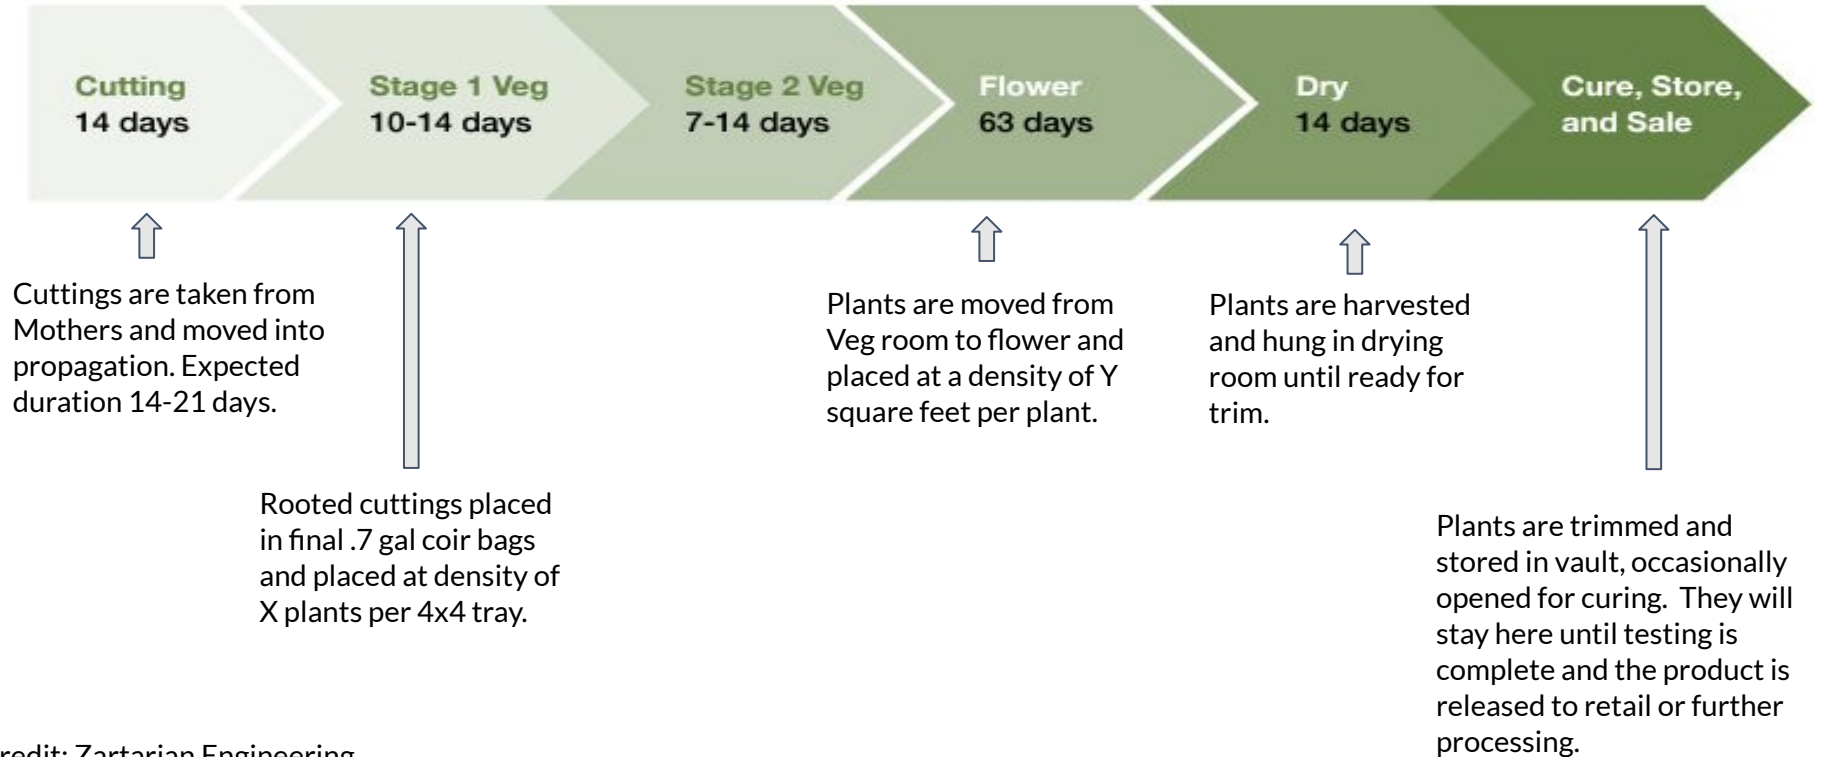 Cutting
14 days
Stage 1 Veg
10-14 days
Stage 2 Veg
7-14 days
Flower
63 days
Dry
14 days
Cure, Store,
and Sale
Cuttings are taken from
Mothers and moved into
propagation. Expected
duration 14-21 days.
Rooted cuttings placed
in final .7 gal coir bags
and placed at density of
X plants per 4x4 tray.
Plants are moved from
Veg room to flower and
placed at a density of Y
square feet per plant.
Plants are harvested
and hung in drying
room until ready for
trim.
Plants are trimmed and
stored in vault, occasionally
opened for curing.  They will
stay here until testing is
complete and the product is
released to retail or further
processing.
redit: Zartarian Engineering